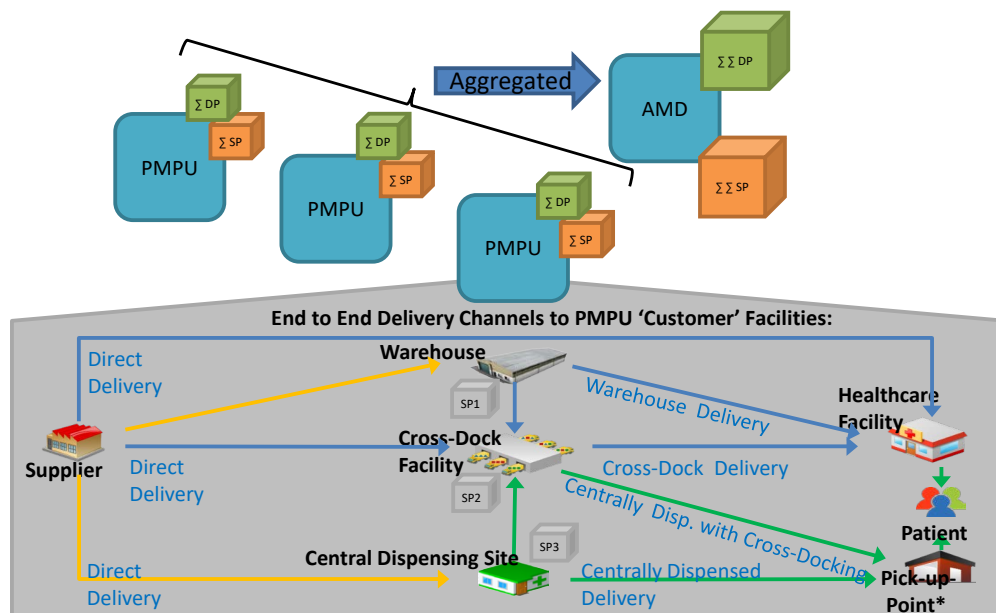 ∑ DP
∑ SP
PMPU
∑ DP
∑ SP
PMPU
∑ DP
∑ SP
PMPU
Aggregated
∑ ∑ DP
AMD
∑ ∑ SP
End to End Delivery Channels to PMPU ‘Customer’ Facilities:
Direct
Delivery
Warehouse
SP1
Warehouse Delivery
Healthcare
Facility
Supplier
Direct
Delivery
Cross-Dock
Facility
SP2
Cross-Dock Delivery
Centrally Disp. with Cross-Docking
Patient
Central Dispensing Site
SP3
Direct
Delivery
Centrally Dispensed
Delivery
Pick-up-
Point*